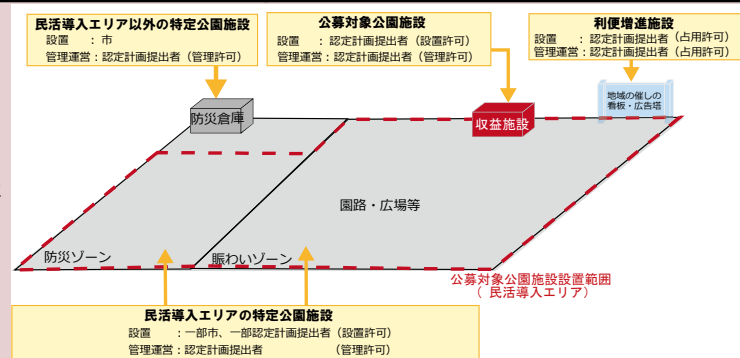 民活導入エリア以外の特定公園施設
設置　：市
管理運営：認定計画提出者（管理許可）
公募対象公園施設
設置　：認定計画提出者（設置許可）
管理運営：認定計画提出者（管理許可）
利便増進施設
設置　：認定計画提出者（占用許可）
管理運営：認定計画提出者（占用許可）
防災倉庫
収益施設
地域の催しの
看板・広告塔
園路・広場等
防災ゾーン
賑わいゾーン
公募対象公園施設設置範囲
（ 民活導入エリア）
民活導入エリアの特定公園施設
設置　：一部市、一部認定計画提出者（設置許可）
管理運営：認定計画提出者　（管理許可）